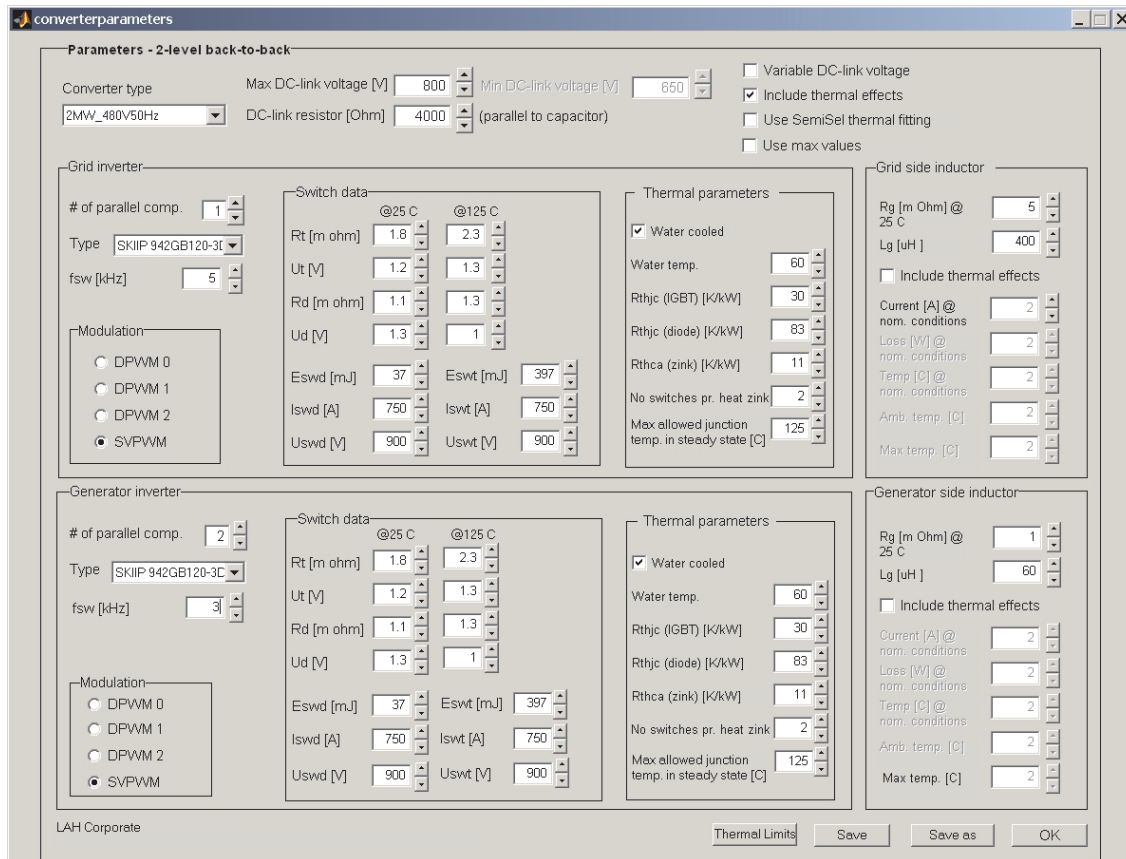 converterparameters
Parameters - 2-level back-to-back
Converter type
2MW_480V50Hz
Max DC-link voltage [V] 800 Min DC-link voltage [V] 650
DC-link resistor [Ohm] 4000 (parallel to capacitor)
Variable DC-link voltage
Include thermal effects
Use SemiSel thermal fitting
Use max values
Grid inverter
# of parallel comp. 1
Type SKIIP 942GB120-3D
fsw [kHz] 5
Modulation
DPWM 0
DPWM 1
DPWM 2
SVPWM
Switch data
@25 C @125 C
Rt [m ohm] 1.8 2.3
Ut [V] 1.2 1.3
Rd [m ohm] 1.1 1.3
Ud [V] 1.3 1
Eswd [mJ] 37 Eswt [mJ] 397
Iswd [A] 750 Iswt [A] 750
Uswd [V] 900 Uswt [V] 900
Thermal parameters
Water cooled
Water temp. 60
Rthjc (IGBT) [K/kW] 30
Rthjc (diode) [K/kW] 83
Rthca (zink) [K/kW] 11
No switches pr. heat zink 2
Max allowed junction
temp. in steady state [C] 125
Grid side inductor
Rg [m Ohm] @ 5
25 C
Lg [uH ] 400
Include thermal effects
Current [A] @ 2
nom. conditions
Loss [W] @ 2
nom. conditions
Temp [C] @ 2
nom. conditions
Amb. temp. [C] 2
Max temp. [C] 2
Generator inverter
# of parallel comp. 2
Type SKIIP 942GB120-3D
fsw [kHz] 3
Modulation
DPWM 0
DPWM 1
DPWM 2
SVPWM
Switch data
@25 C @125 C
Rt [m ohm] 1.8 2.3
Ut [V] 1.2 1.3
Rd [m ohm] 1.1 1.3
Ud [V] 1.3 1
Eswd [mJ] 37 Eswt [mJ] 397
Iswd [A] 750 Iswt [A] 750
Uswd [V] 900 Uswt [V] 900
Thermal parameters
Water cooled
Water temp. 60
Rthjc (IGBT) [K/kW] 30
Rthjc (diode) [K/kW] 83
Rthca (zink) [K/kW] 11
No switches pr. heat zink 2
Max allowed junction
temp. in steady state [C] 125
Generator side inductor
Rg [m Ohm] @ 1
25 C
Lg [uH ] 60
Include thermal effects
Current [A] @ 2
nom. conditions
Loss [W] @ 2
nom. conditions
Temp [C] @ 2
nom. conditions
Amb. temp. [C] 2
Max temp. [C] 2
LAH Corporate
Thermal Limits Save Save as OK